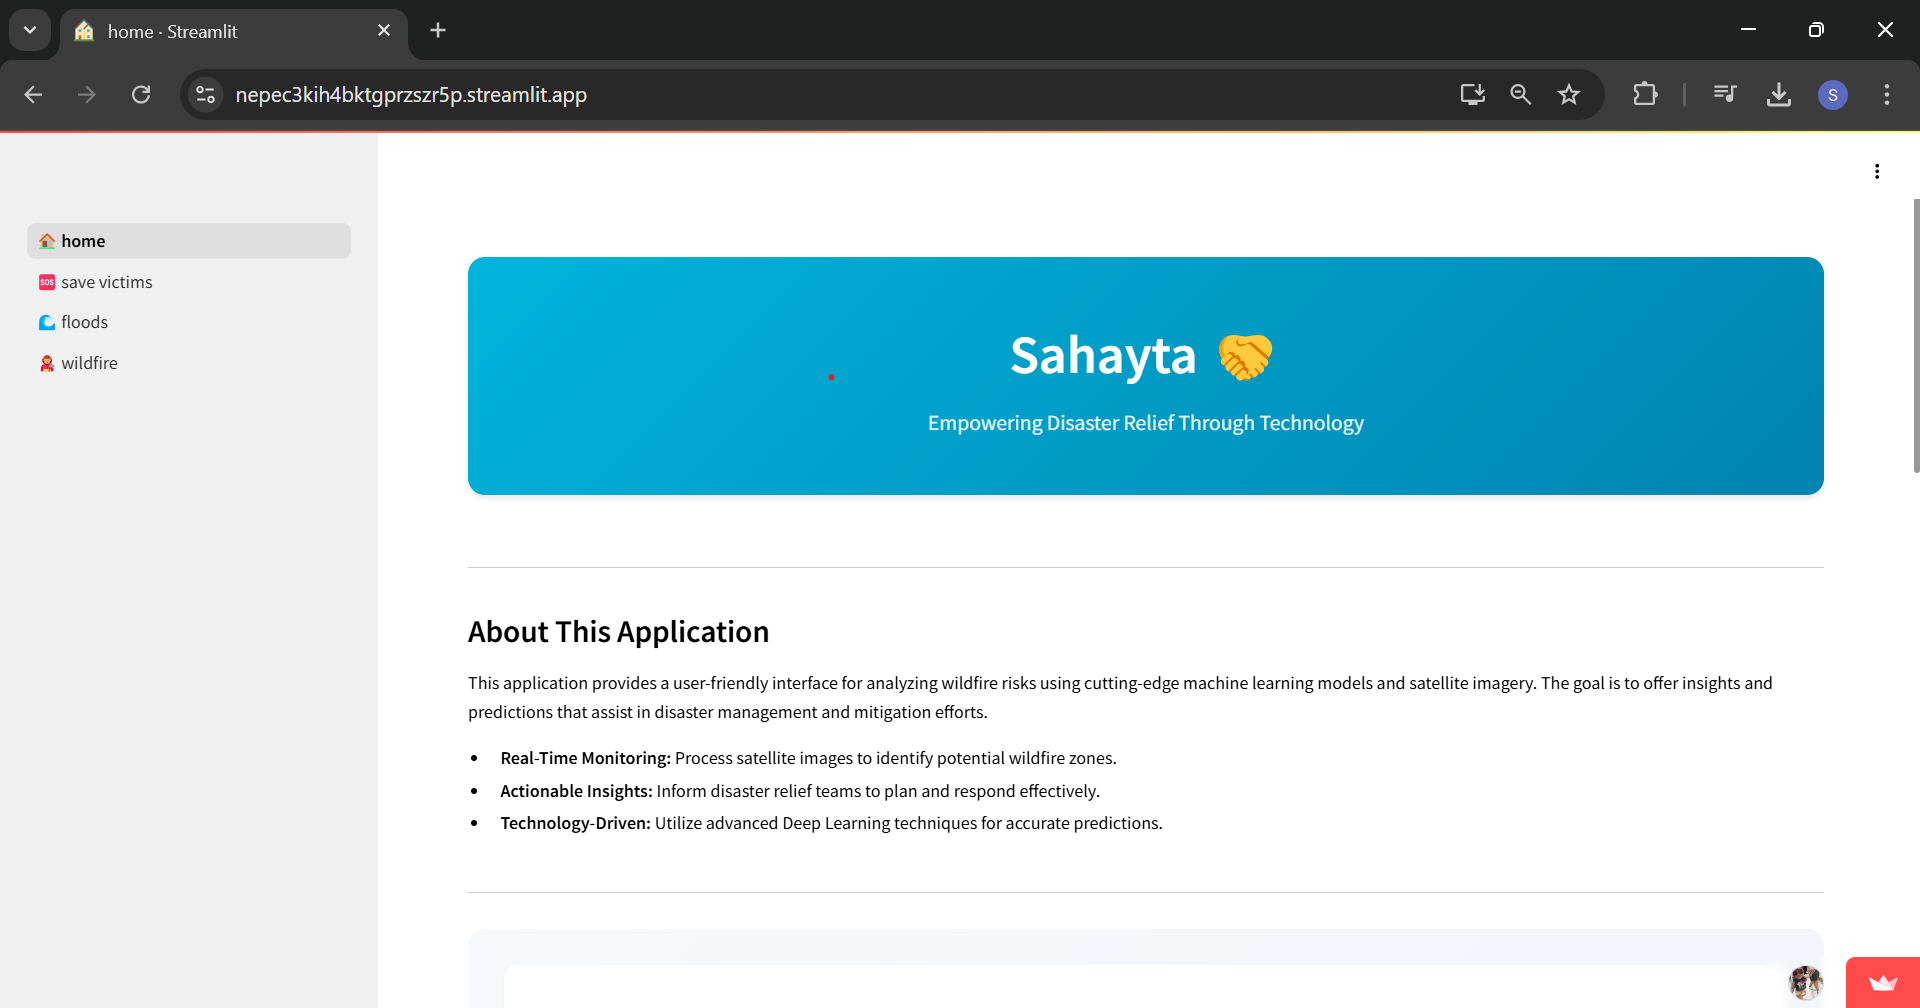 home · Streamlit
nepec3kih4bktgprzszr5p.streamlit.app
S
home
SOS save victims
floods
wildfire
Sahayta
Empowering Disaster Relief Through Technology
About This Application
This application provides a user-friendly interface for analyzing wildfire risks using cutting-edge machine learning models and satellite imagery. The goal is to offer insights and
predictions that assist in disaster management and mitigation efforts.
• Real-Time Monitoring: Process satellite images to identify potential wildfire zones.
• Actionable Insights: Inform disaster relief teams to plan and respond effectively.
• Technology-Driven: Utilize advanced Deep Learning techniques for accurate predictions.